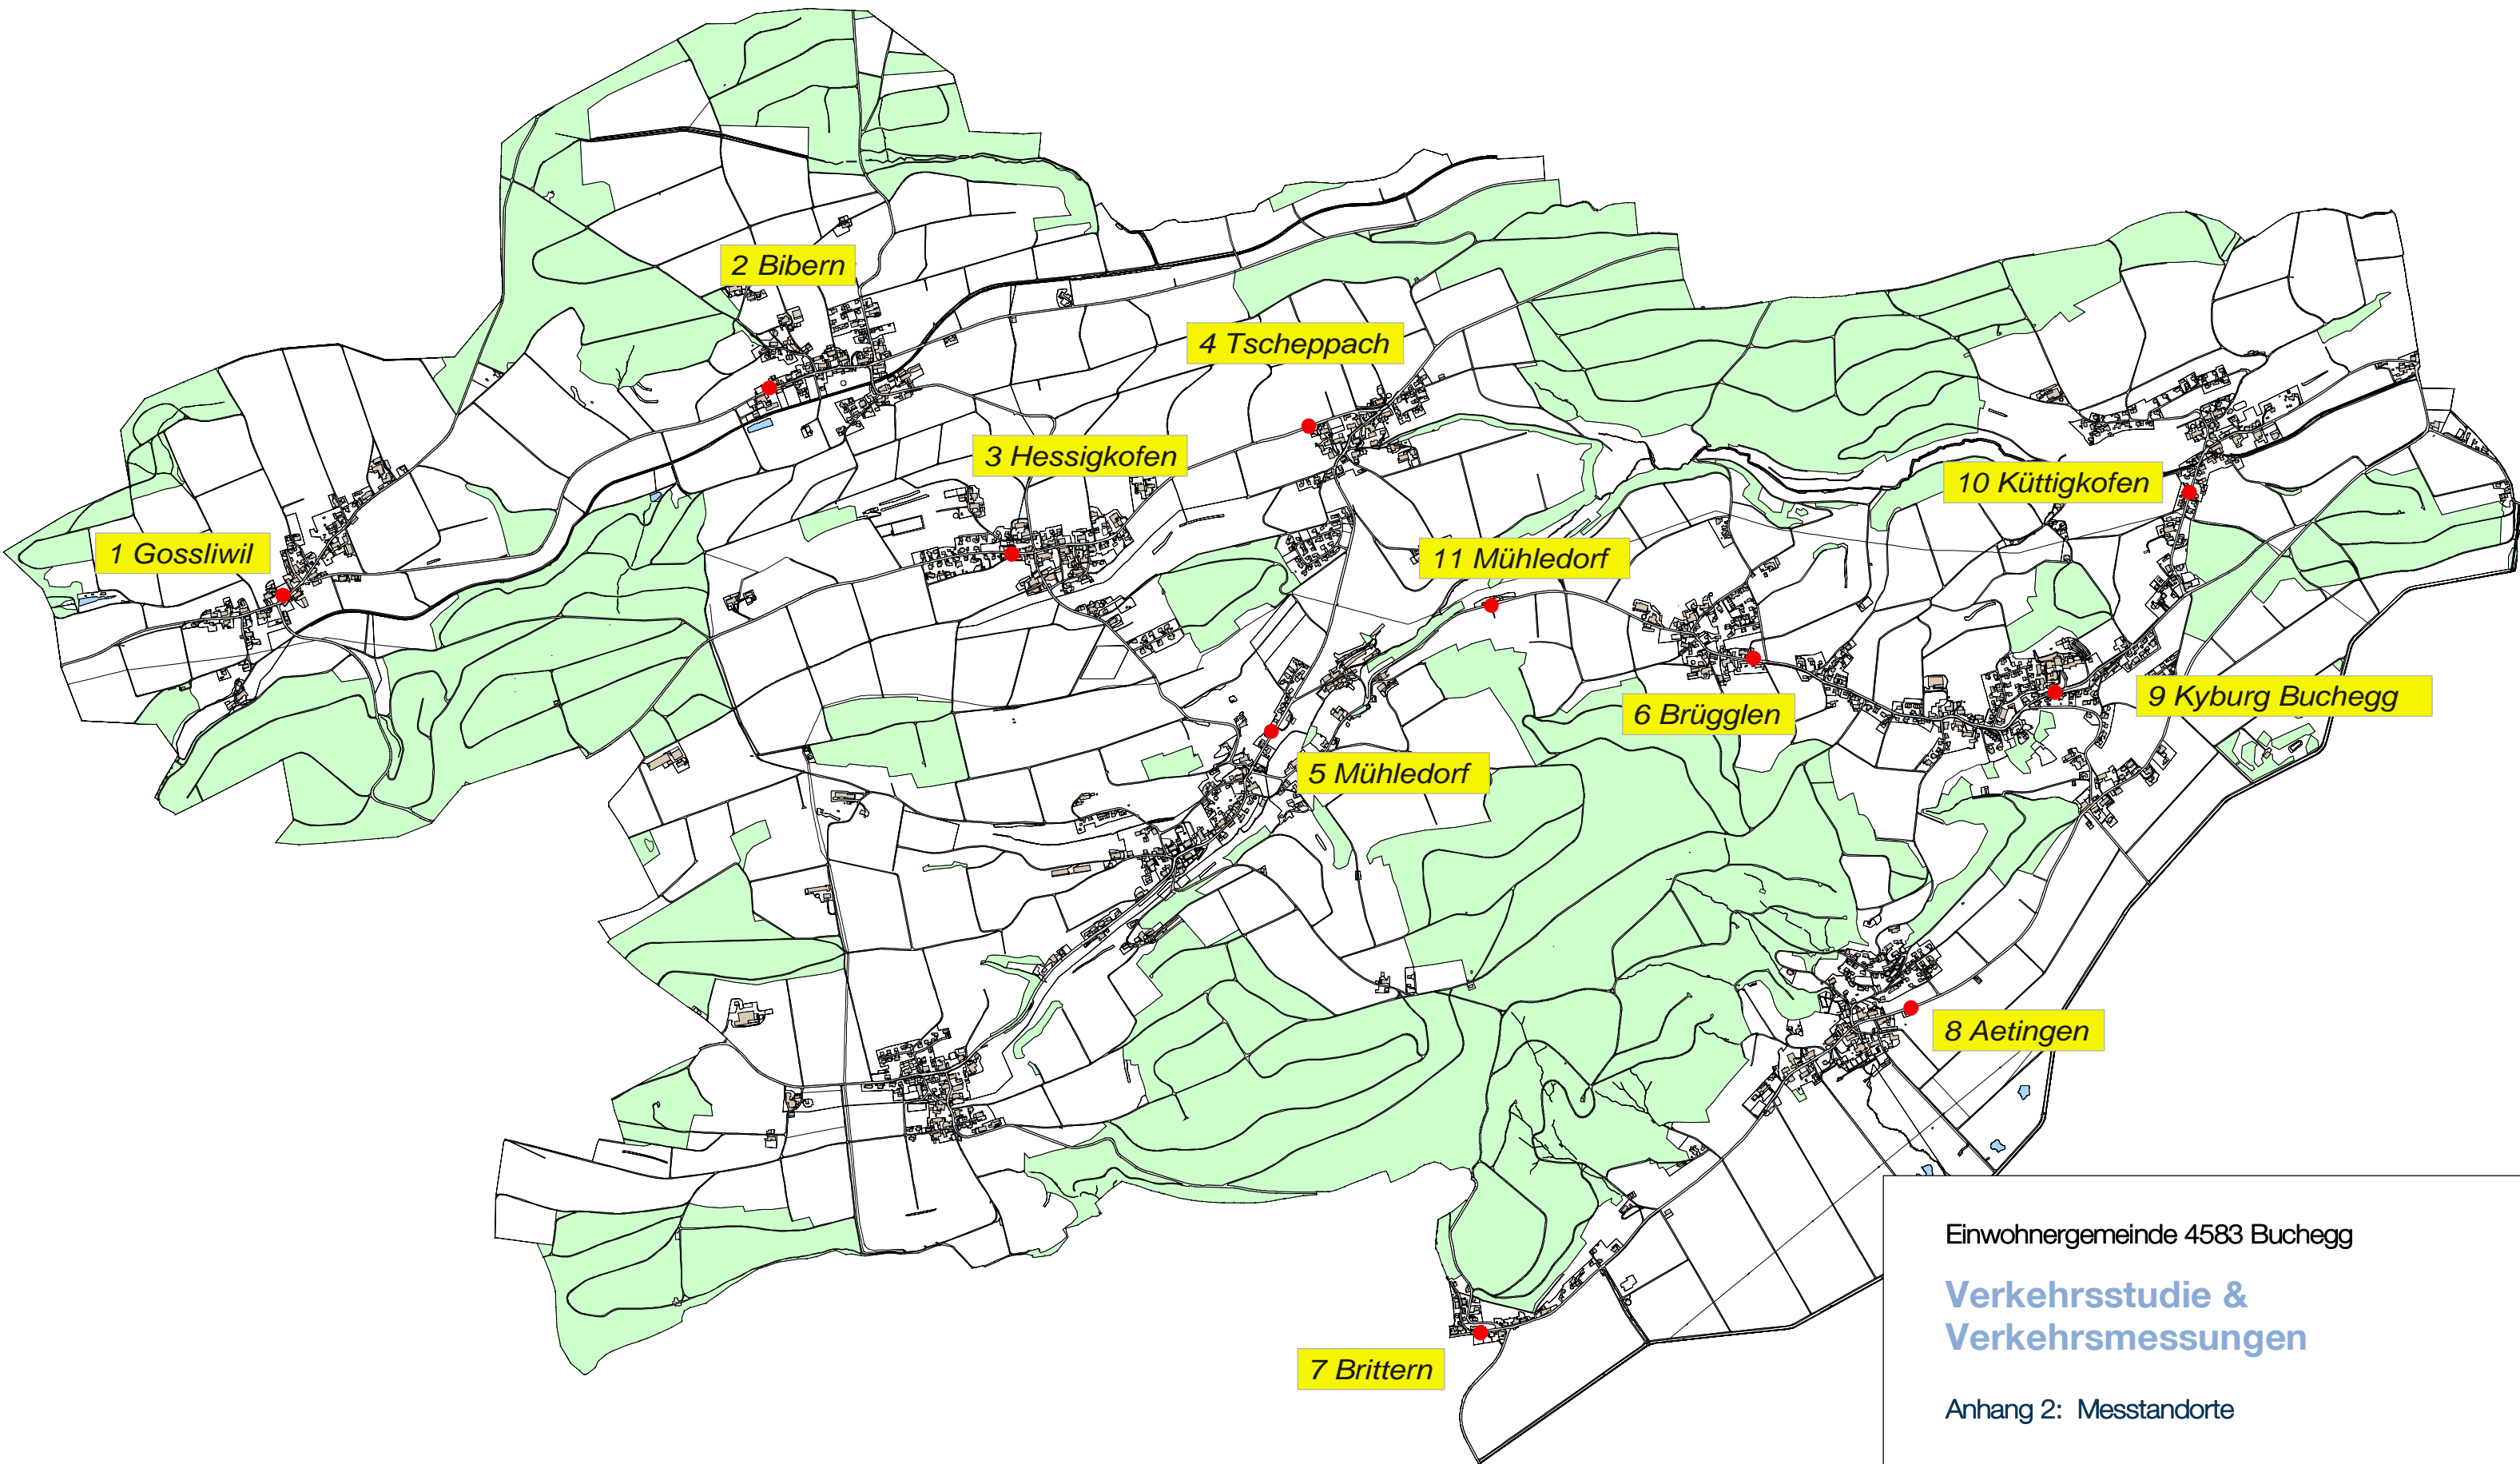 2 Bibern
4 Tscheppach
3 Hessigkofen
10 Küttigkofen
1 Gossliwil
11 Mühledorf
9 Kyburg Buchegg
6 Brügglen
5 Mühledorf
8 Aetingen
7 Brittern
Einwohnergemeinde 4583 Buchegg
Verkehrsstudie &
Verkehrsmessungen
Anhang 2: Messtandorte